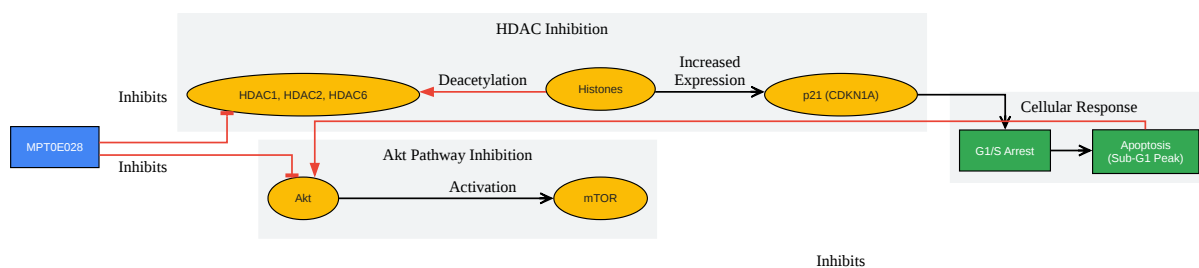 HDAC Inhibition
Inhibits
Deacetylation
Increased
Expression
HDAC1, HDAC2, HDAC6
Histones
p21 (CDKN1A)
Cellular Response
MPT0E028
Inhibits
Akt Pathway Inhibition
G1/S Arrest
Apoptosis
(Sub-G1 Peak)
Akt
Activation
mTOR
Inhibits